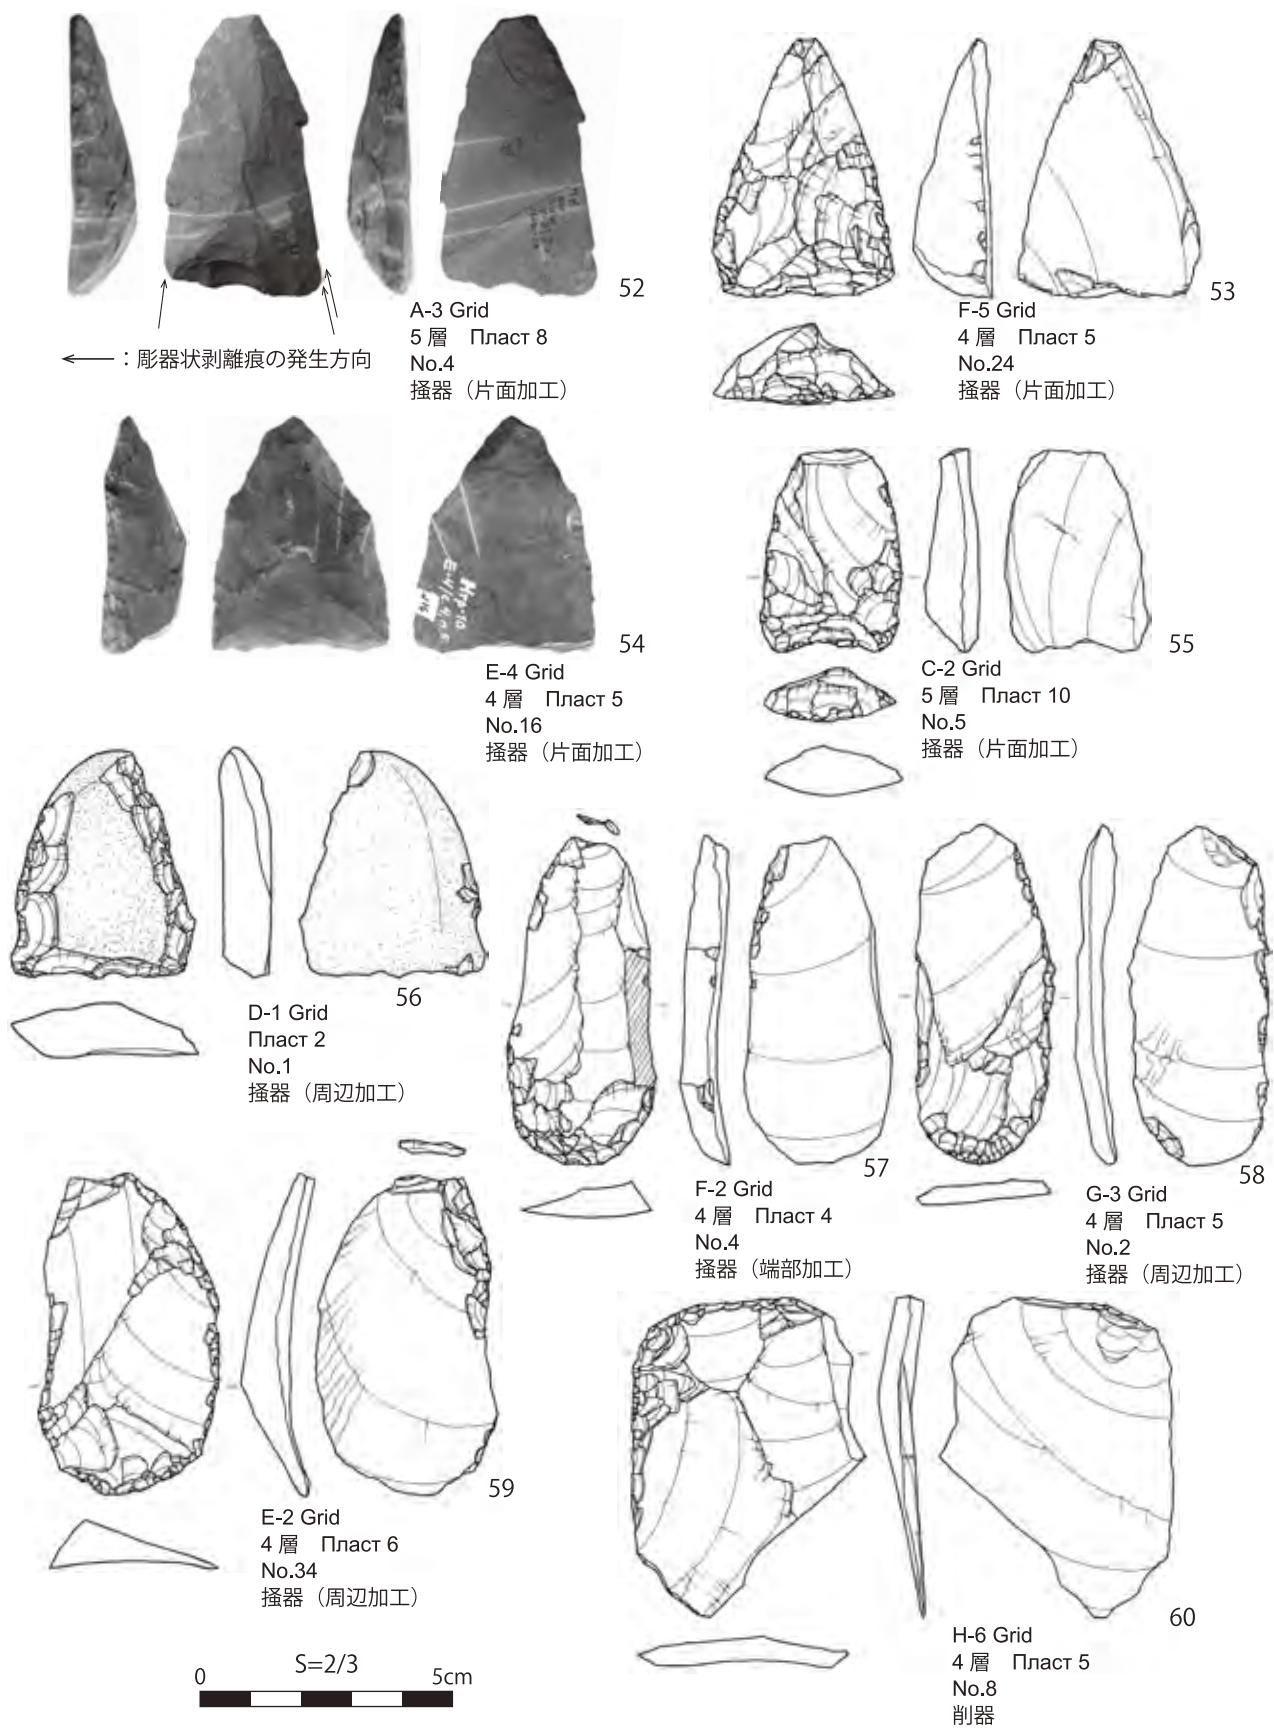 52
A-3 Grid
5 層　Пласт 8
No.4
掻器（片面加工）
：彫器状剥離痕の発生方向
53
F-5 Grid
4 層　Пласт 5
No.24
掻器（片面加工）
54
E-4 Grid
4 層　Пласт 5
No.16
掻器（片面加工）
55
C-2 Grid
5 層　Пласт 10
No.5
掻器（片面加工）
56
D-1 Grid
Пласт 2
No.1
掻器（周辺加工）
57
F-2 Grid
4 層　Пласт 4
No.4
掻器（端部加工）
58
G-3 Grid
4 層　Пласт 5
No.2
掻器（周辺加工）
59
E-2 Grid
4 層　Пласт 6
No.34
掻器（周辺加工）
60
H-6 Grid
4 層　Пласт 5
No.8
削器
0 S=2/3 5cm